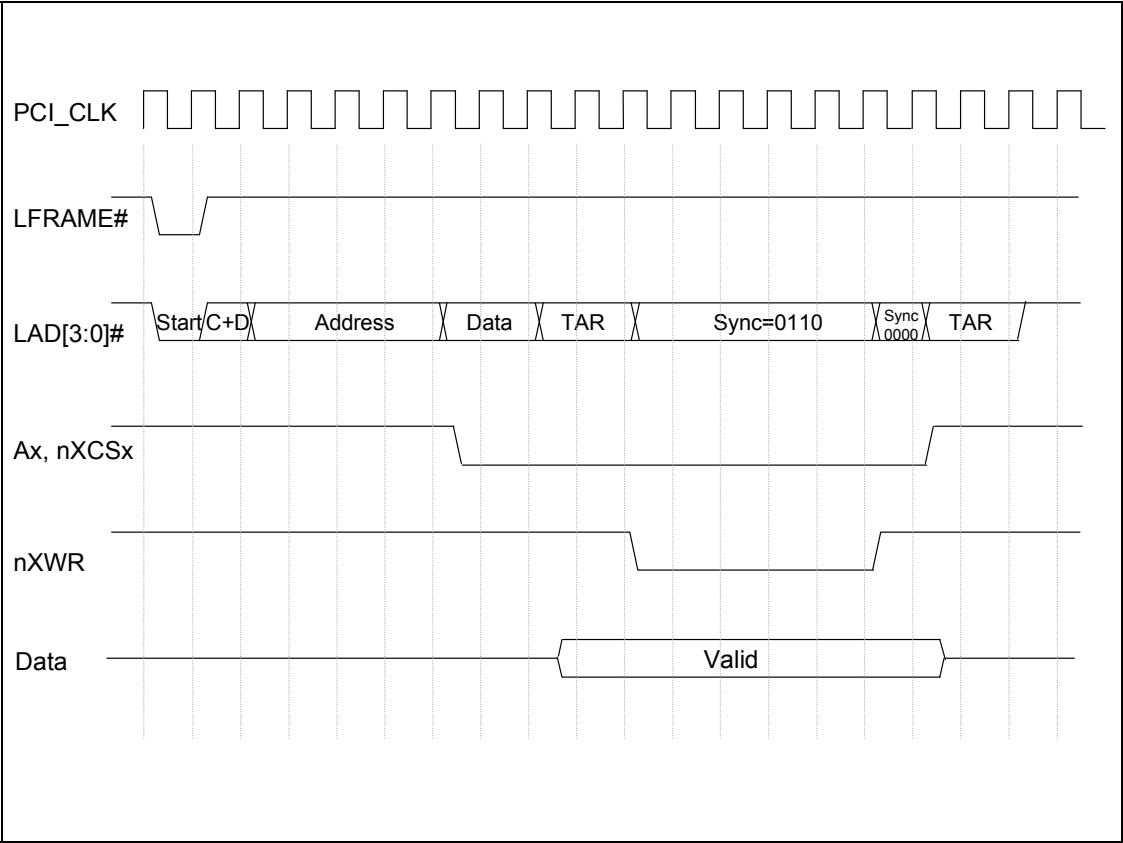 PCI_CLK
LFRAME#
LAD[3:0]#
Start
C+D
Address
Data
TAR
Sync=0110
Sync
0000
TAR
Ax, nXCSx
nXWR
Data
Valid